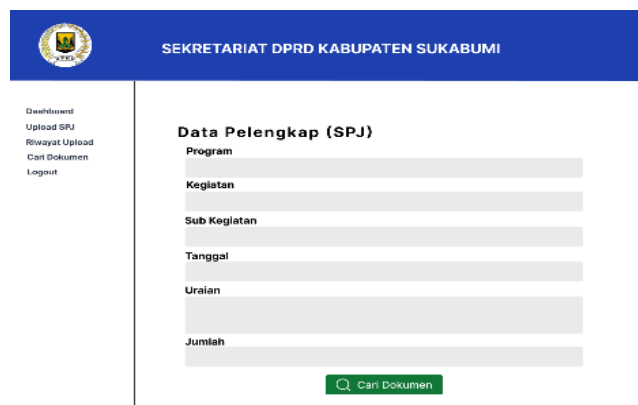 SEKRETARIAT DPRD KABUPATEN SUKABUMI
Dashboard
Upload SPJ
Riwayat Upload
Cari Dokumen
Logout
Data Pelengkap (SPJ)
Program
Kegiatan
Sub Kegiatan
Tanggal
Uraian
Jumlah
Cari Dokumen